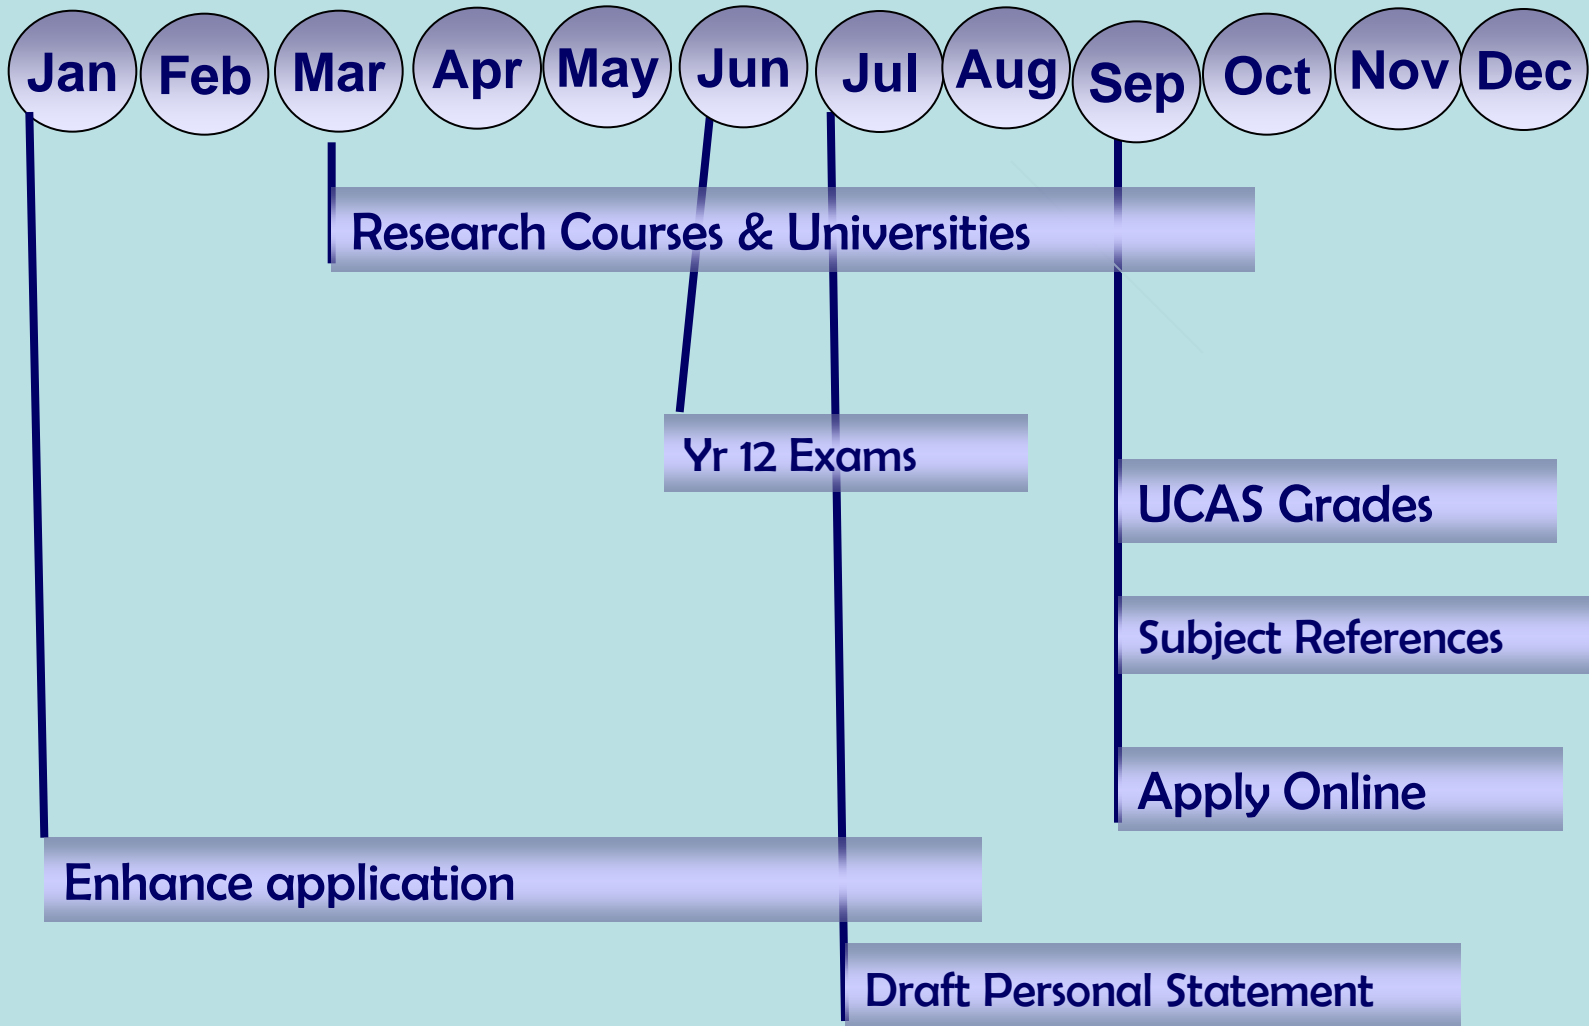 Jan Feb Mar Apr May Jun Jul Aug Sep Oct Nov Dec
Research Courses & Universities
Yr 12 Exams
UCAS Grades
Subject References
Apply Online
Enhance application
Draft Personal Statement